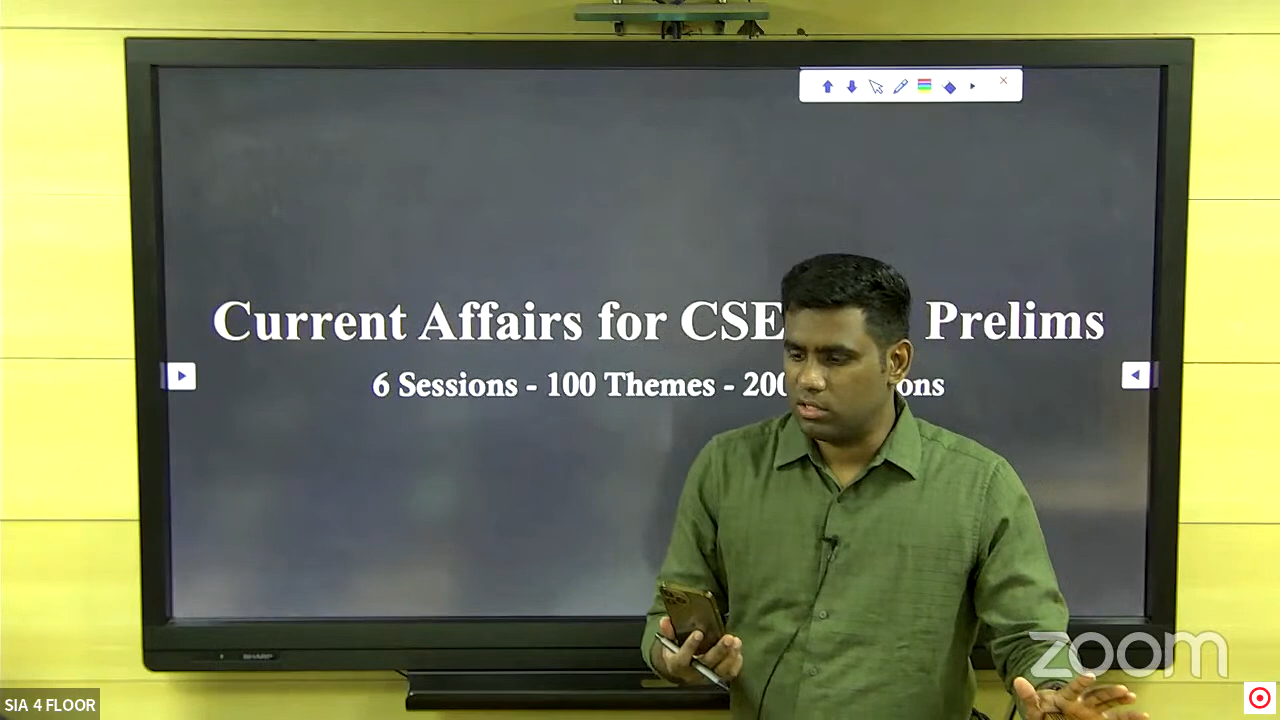 Current Affairs for CSE Prelims
6 Sessions - 100 Themes - 200 ons
SHARP
zoom
SIA 4 FLOOR